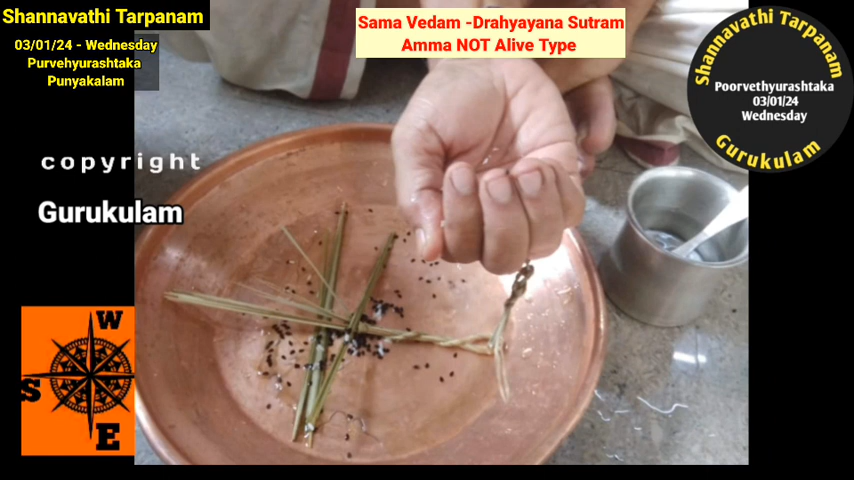 Shannavathi Tarpanam
03/01/24 - Wednesday
Purvehyurashtaka
Punyakalam
Sama Vedam -Drahyayana Sutram
Amma NOT Alive Type
Shannavathi Tarpanam
Poorvethyurashtaka
03/01/24
Wednesday
Gurukulam
copyright
Gurukulam
W
S
E